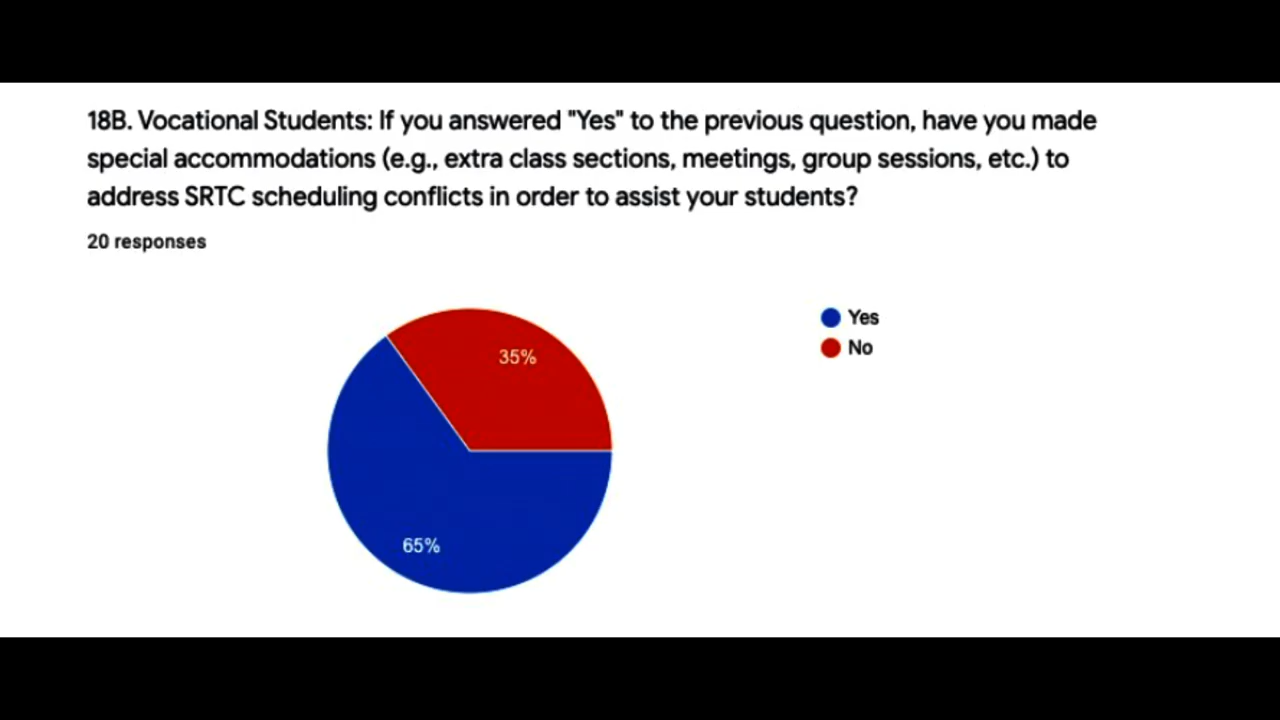 18B. Vocational Students: If you answered "Yes" to the previous question, have you made
special accommodations (e.g., extra class sections, meetings, group sessions, etc.) to
address SRTC scheduling conflicts in order to assist your students?
20 responses
Yes
No
35%
65%